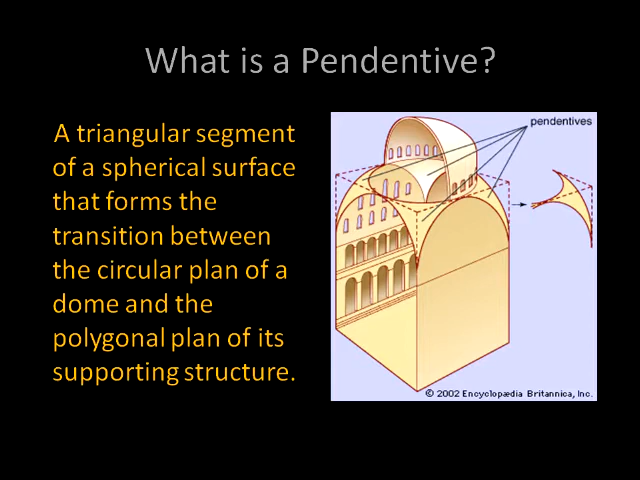 What is a Pendentive?
A triangular segment
of a spherical surface
that forms the
transition between
the circular plan of a
dome and the
polygonal plan of its
supporting structure.
pendentives
© 2002 Encyclopædia Britannica, Inc.